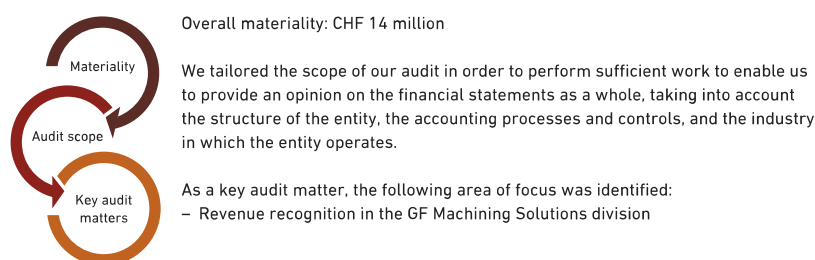 Overall materiality: CHF 14 million
Materiality
We tailored the scope of our audit in order to perform sufficient work to enable us
to provide an opinion on the financial statements as a whole, taking into account
the structure of the entity, the accounting processes and controls, and the industry
in which the entity operates.
Audit scope
As a key audit matter, the following area of focus was identified:
– Revenue recognition in the GF Machining Solutions division
Key audit
matters